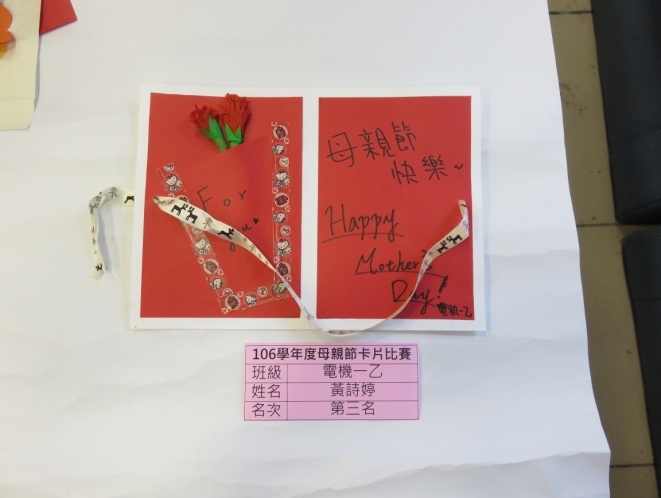 For
you
母親節
快樂~
Happy
Mother's
Day!
電机一乙
106學年度母親節卡片比賽
班級 電機一乙
姓名 黃詩婷
名次 第三名